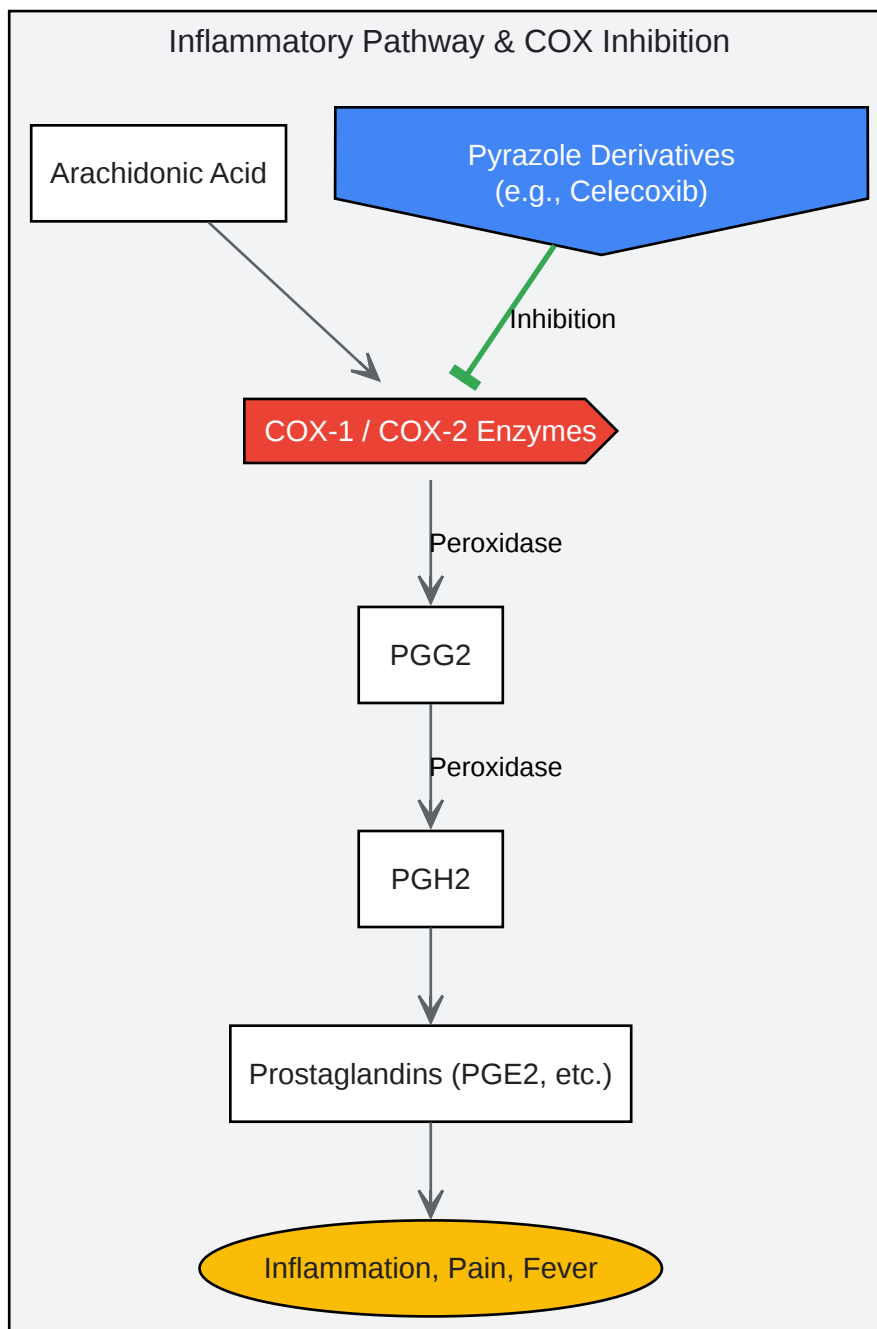 Inflammatory Pathway & COX Inhibition
Arachidonic Acid
Pyrazole Derivatives
(e.g., Celecoxib)
Inhibition
COX-1 / COX-2 Enzymes
Peroxidase
PGG2
Peroxidase
PGH2
Prostaglandins (PGE2, etc.)
Inflammation, Pain, Fever